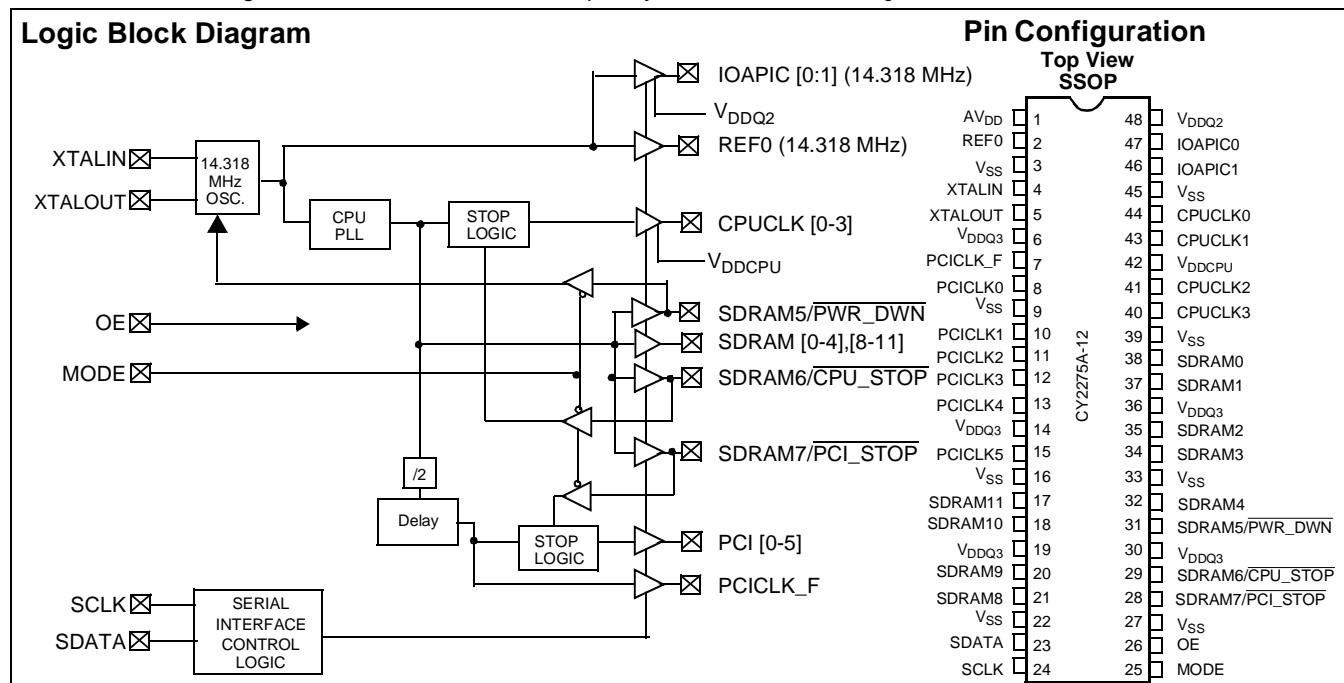 Logic Block Diagram
IOAPIC [0:1] (14.318 MHz)
VDDQ2
REF0 (14.318 MHz)
XTALIN
XTALOUT
14.318
MHz
OSC.
CPU
PLL
STOP
LOGIC
CPUCLK [0-3]
VDDCPU
OE
MODE
SDRAM5/PWR_DWN
SDRAM [0-4],[8-11]
SDRAM6/CPU_STOP
SDRAM7/PCI_STOP
/2
Delay
STOP
LOGIC
PCI [0-5]
PCICLK_F
SCLK
SDATA
SERIAL
INTERFACE
CONTROL
LOGIC
Pin Configuration
Top View
SSOP
CY2275A-12
AVDD 1 48 VDDQ2
REF0 2 47 IOAPIC0
VSS 3 46 IOAPIC1
XTALIN 4 45 VSS
XTALOUT 5 44 CPUCLK0
VDDQ3 6 43 CPUCLK1
PCICLK_F 7 42 VDDCPU
PCICLK0 8 41 CPUCLK2
VSS 9 40 CPUCLK3
PCICLK1 10 39 VSS
PCICLK2 11 38 SDRAM0
PCICLK3 12 37 SDRAM1
PCICLK4 13 36 VDDQ3
VDDQ3 14 35 SDRAM2
PCICLK5 15 34 SDRAM3
VSS 16 33 VSS
SDRAM11 17 32 SDRAM4
SDRAM10 18 31 SDRAM5/PWR_DWN
VDDQ3 19 30 VDDQ3
SDRAM9 20 29 SDRAM6/CPU_STOP
SDRAM8 21 28 SDRAM7/PCI_STOP
VSS 22 27 VSS
SDATA 23 26 OE
SCLK 24 25 MODE